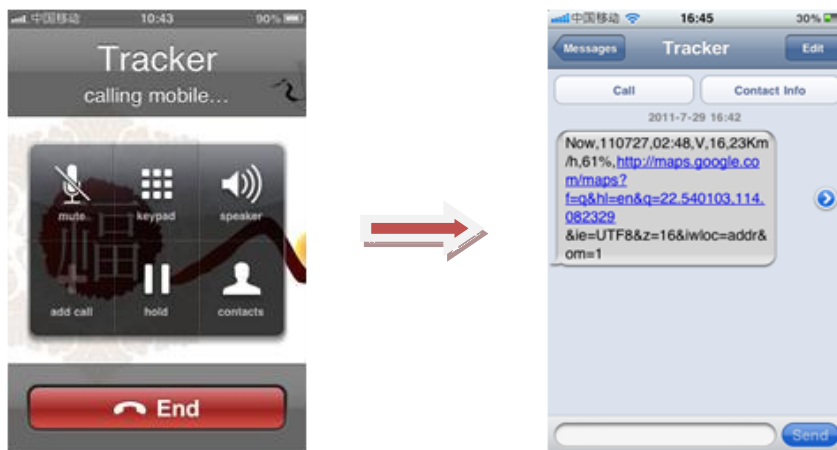 中国移动 10:43 90%
Tracker
calling mobile...
mute
keypad
speaker
福
add call
hold
contacts
End
中国移动 16:45 30%
Messages
Tracker
Edit
Call
Contact Info
2011-7-29 16:42
Now,110727,02:48,V,16,23Km
/h,61%,http://maps.google.co
m/maps?
f=q&hl=en&q=22.540103,114.
082329
&ie=UTF8&z=16&iwloc=addr&
om=1
Send